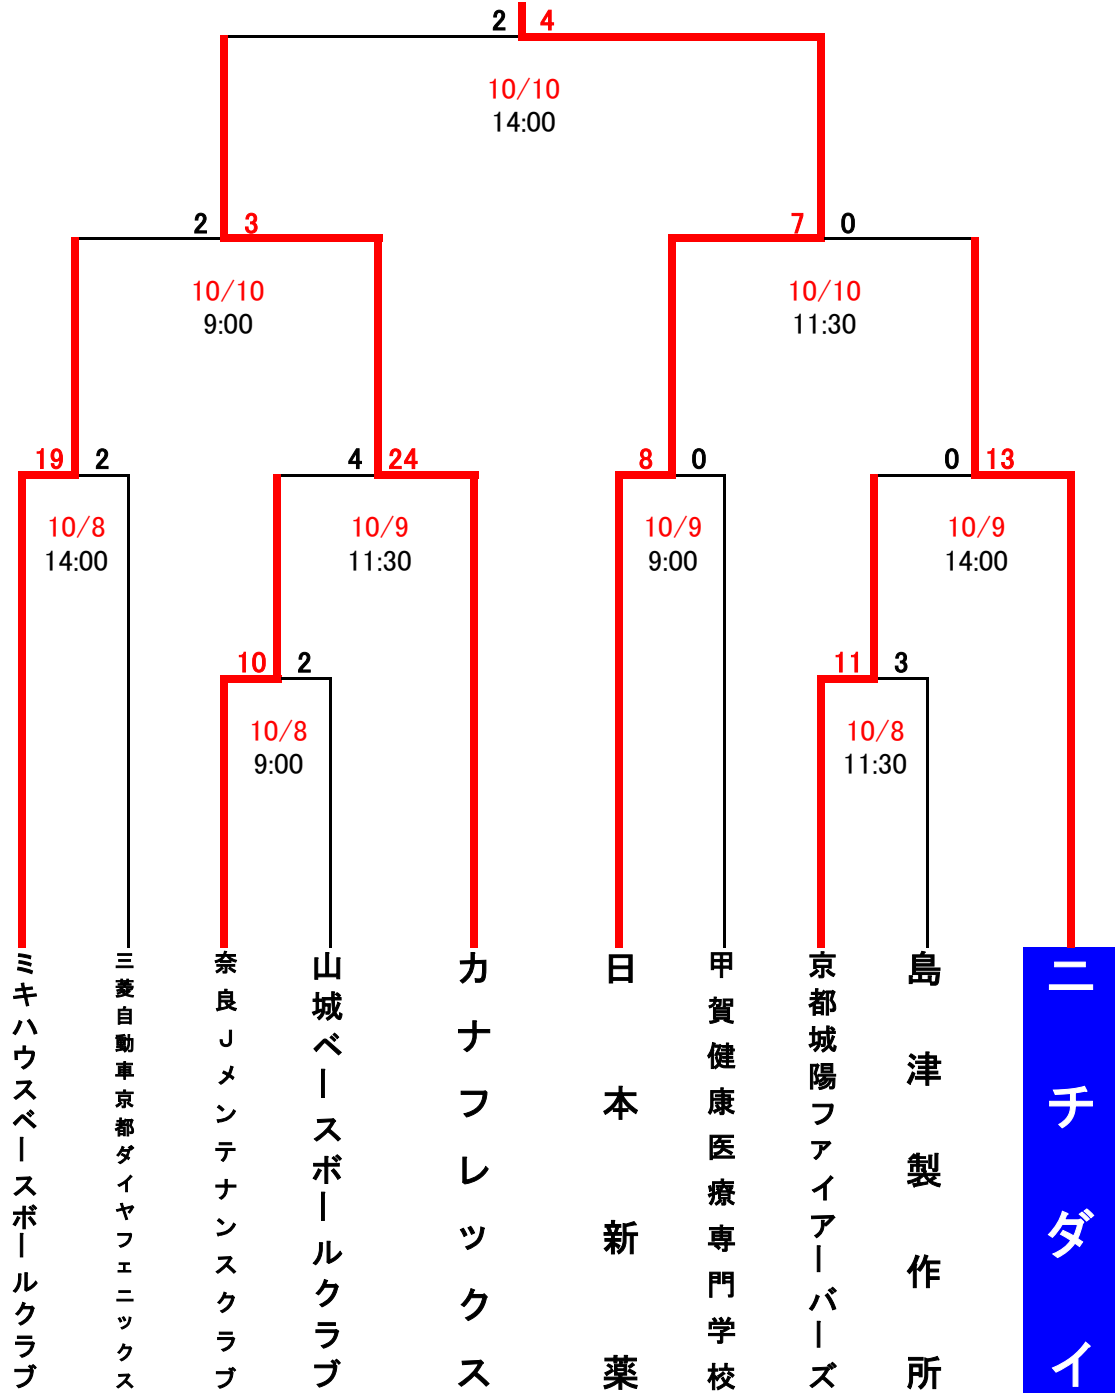 2 4
10/10
14:00
2 3
7 0
10/10
9:00
10/10
11:30
19 2
4 24
8 0
0 13
10/8
14:00
10/9
11:30
10/9
9:00
10/9
14:00
10 2
11 3
10/8
9:00
10/8
11:30
ミキハウスベースボールクラブ
三菱自動車京都ダイヤフェニックス
奈良Jメンテナンスクラブ
山城ベースボールクラブ
カナフレックス
日本新薬
甲賀健康医療専門学校
京都城陽ファイアーバーズ
島津製作所
ニチダイ